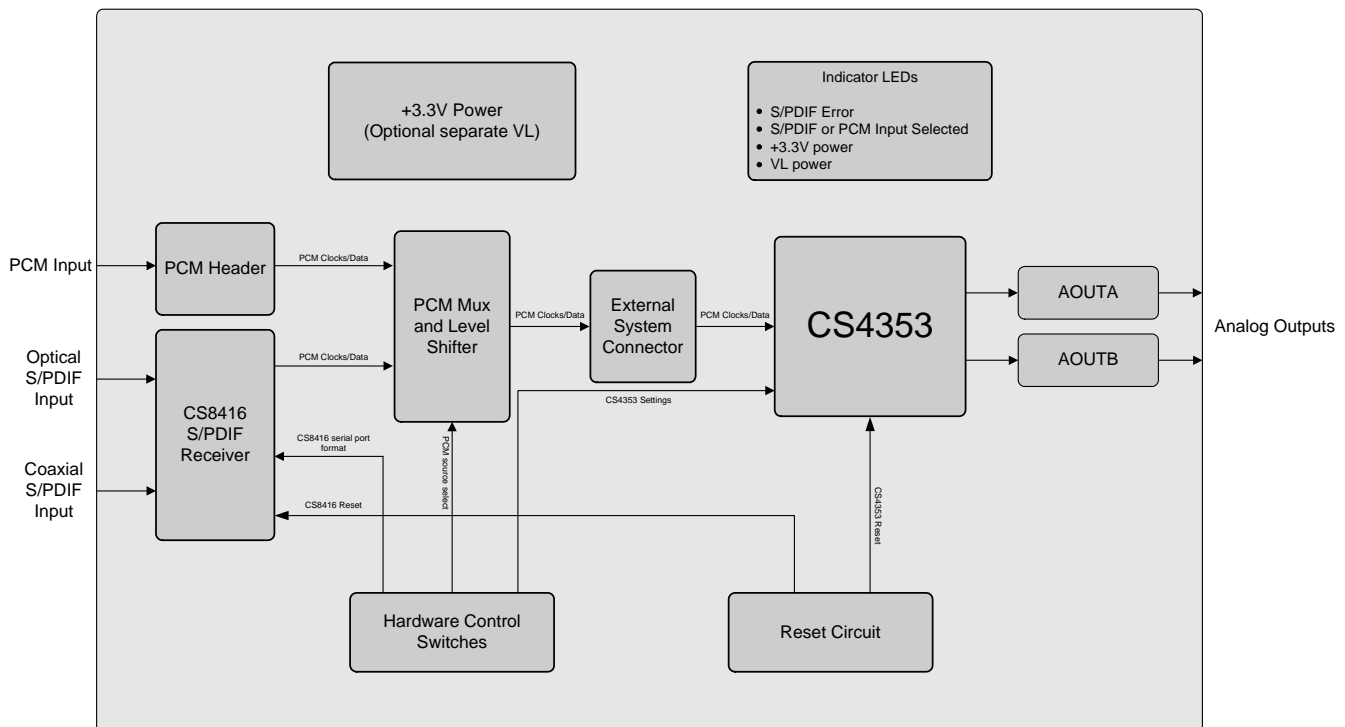 +3.3V Power
(Optional separate VL)
Indicator LEDs
• S/PDIF Error
• S/PDIF or PCM Input Selected
• +3.3V power
• VL power
PCM Input
PCM Header
PCM Clocks/Data
PCM Mux
and Level
Shifter
PCM Clocks/Data
External
System
Connector
PCM Clocks/Data
CS4353
AOUTA
AOUTB
Analog Outputs
Optical
S/PDIF
Input
PCM Clocks/Data
CS8416
S/PDIF
Receiver
Coaxial
S/PDIF
Input
CS8416 serial port
format
PCM source select
CS4353 Settings
CS8416 Reset
CS4353 Reset
Hardware Control
Switches
Reset Circuit